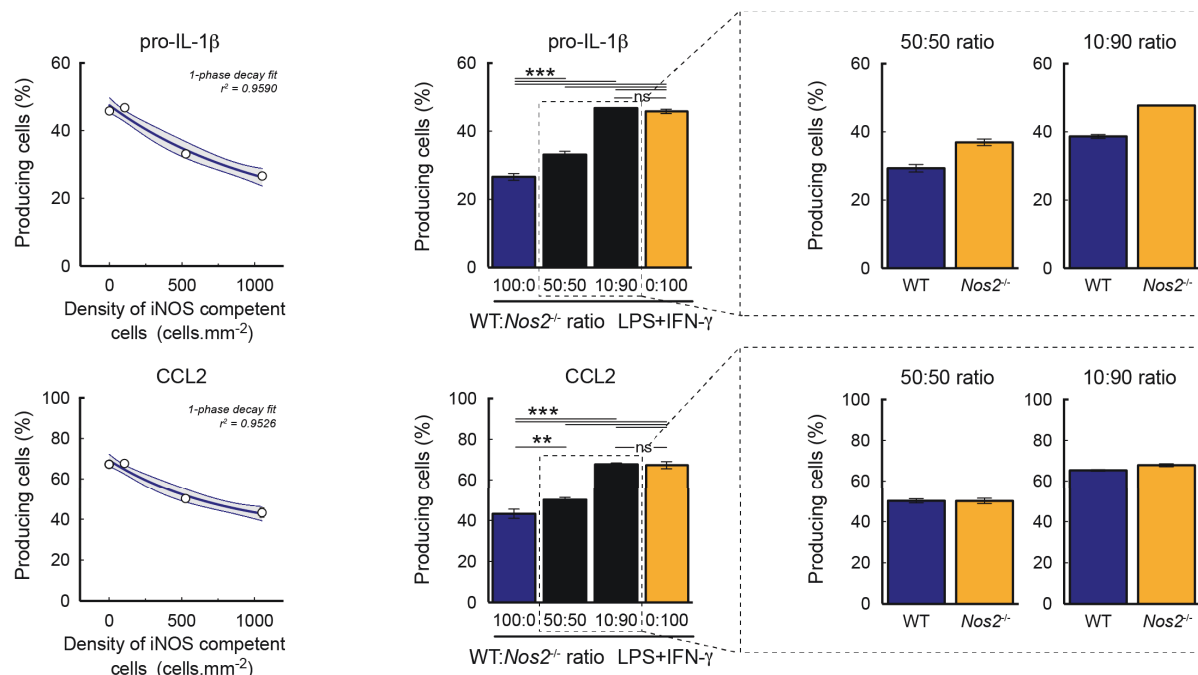 pro-IL-1β
1-phase decay fit
r² = 0.9590
Producing cells (%)
60
40
20
0
0 500 1000
Density of iNOS competent
cells (cells.mm⁻²)
pro-IL-1β
Producing cells (%)
60
40
20
0
***
ns
100:0 50:50 10:90 0:100
WT:Nos2⁻/⁻ ratio LPS+IFN-γ
50:50 ratio
Producing cells (%)
60
40
20
0
WT Nos2⁻/⁻
10:90 ratio
60
40
20
0
WT Nos2⁻/⁻
CCL2
1-phase decay fit
r² = 0.9526
Producing cells (%)
100
80
60
40
20
0
0 500 1000
Density of iNOS competent
cells (cells.mm⁻²)
CCL2
Producing cells (%)
100
80
60
40
20
0
***
**
ns
100:0 50:50 10:90 0:100
WT:Nos2⁻/⁻ ratio LPS+IFN-γ
50:50 ratio
Producing cells (%)
100
80
60
40
20
0
WT Nos2⁻/⁻
10:90 ratio
100
80
60
40
20
0
WT Nos2⁻/⁻